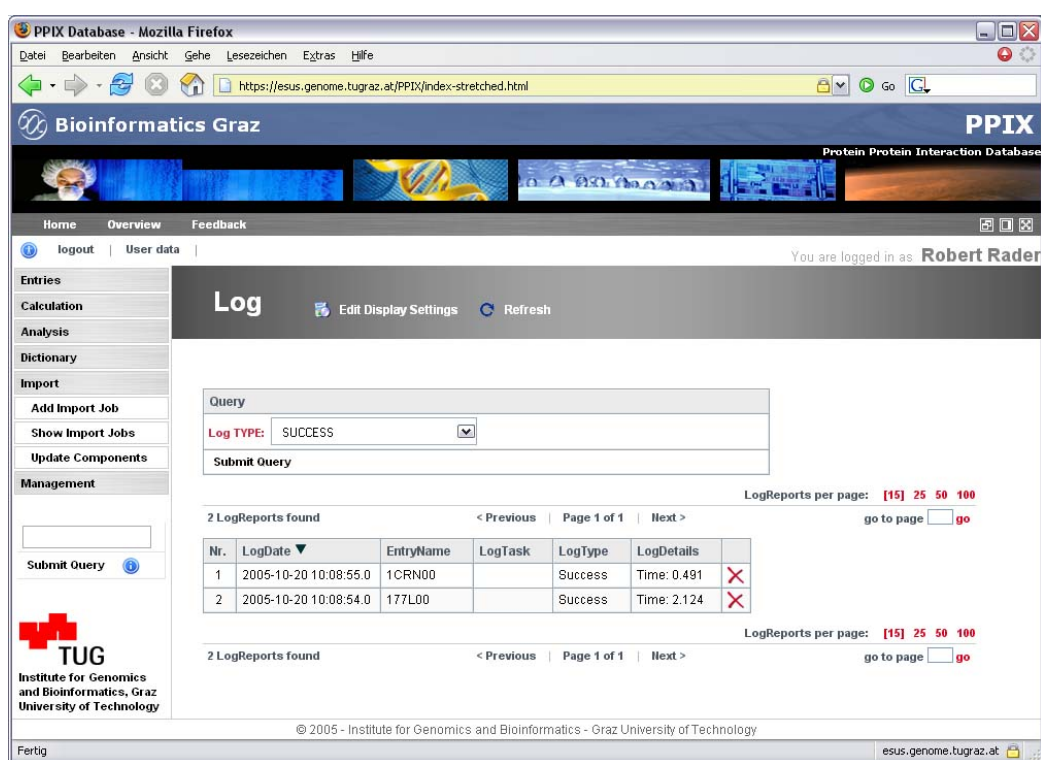 PPIX Database - Mozilla Firefox
Datei Bearbeiten Ansicht Gehe Lesezeichen Extras Hilfe
https://esus.genome.tugraz.at/PPIX/index-stretched.html Go G
Bioinformatics Graz PPIX
Protein Protein Interaction Database
Home Overview Feedback
logout | User data |
You are logged in as Robert Rader
Entries
Calculation
Analysis
Dictionary
Import
Add Import Job
Show Import Jobs
Update Components
Management
Submit Query
TUG
Institute for Genomics
and Bioinformatics, Graz
University of Technology
Log Edit Display Settings Refresh
Query
Log TYPE: SUCCESS
Submit Query
LogReports per page: [15] 25 50 100
2 LogReports found < Previous | Page 1 of 1 | Next > go to page go
Nr. LogDate EntryName LogTask LogType LogDetails
1 2005-10-20 10:08:55.0 1CRN00 Success Time: 0.491
2 2005-10-20 10:08:54.0 177L00 Success Time: 2.124
LogReports per page: [15] 25 50 100
2 LogReports found < Previous | Page 1 of 1 | Next > go to page go
© 2005 - Institute for Genomics and Bioinformatics - Graz University of Technology
Fertig esus.genome.tugraz.at